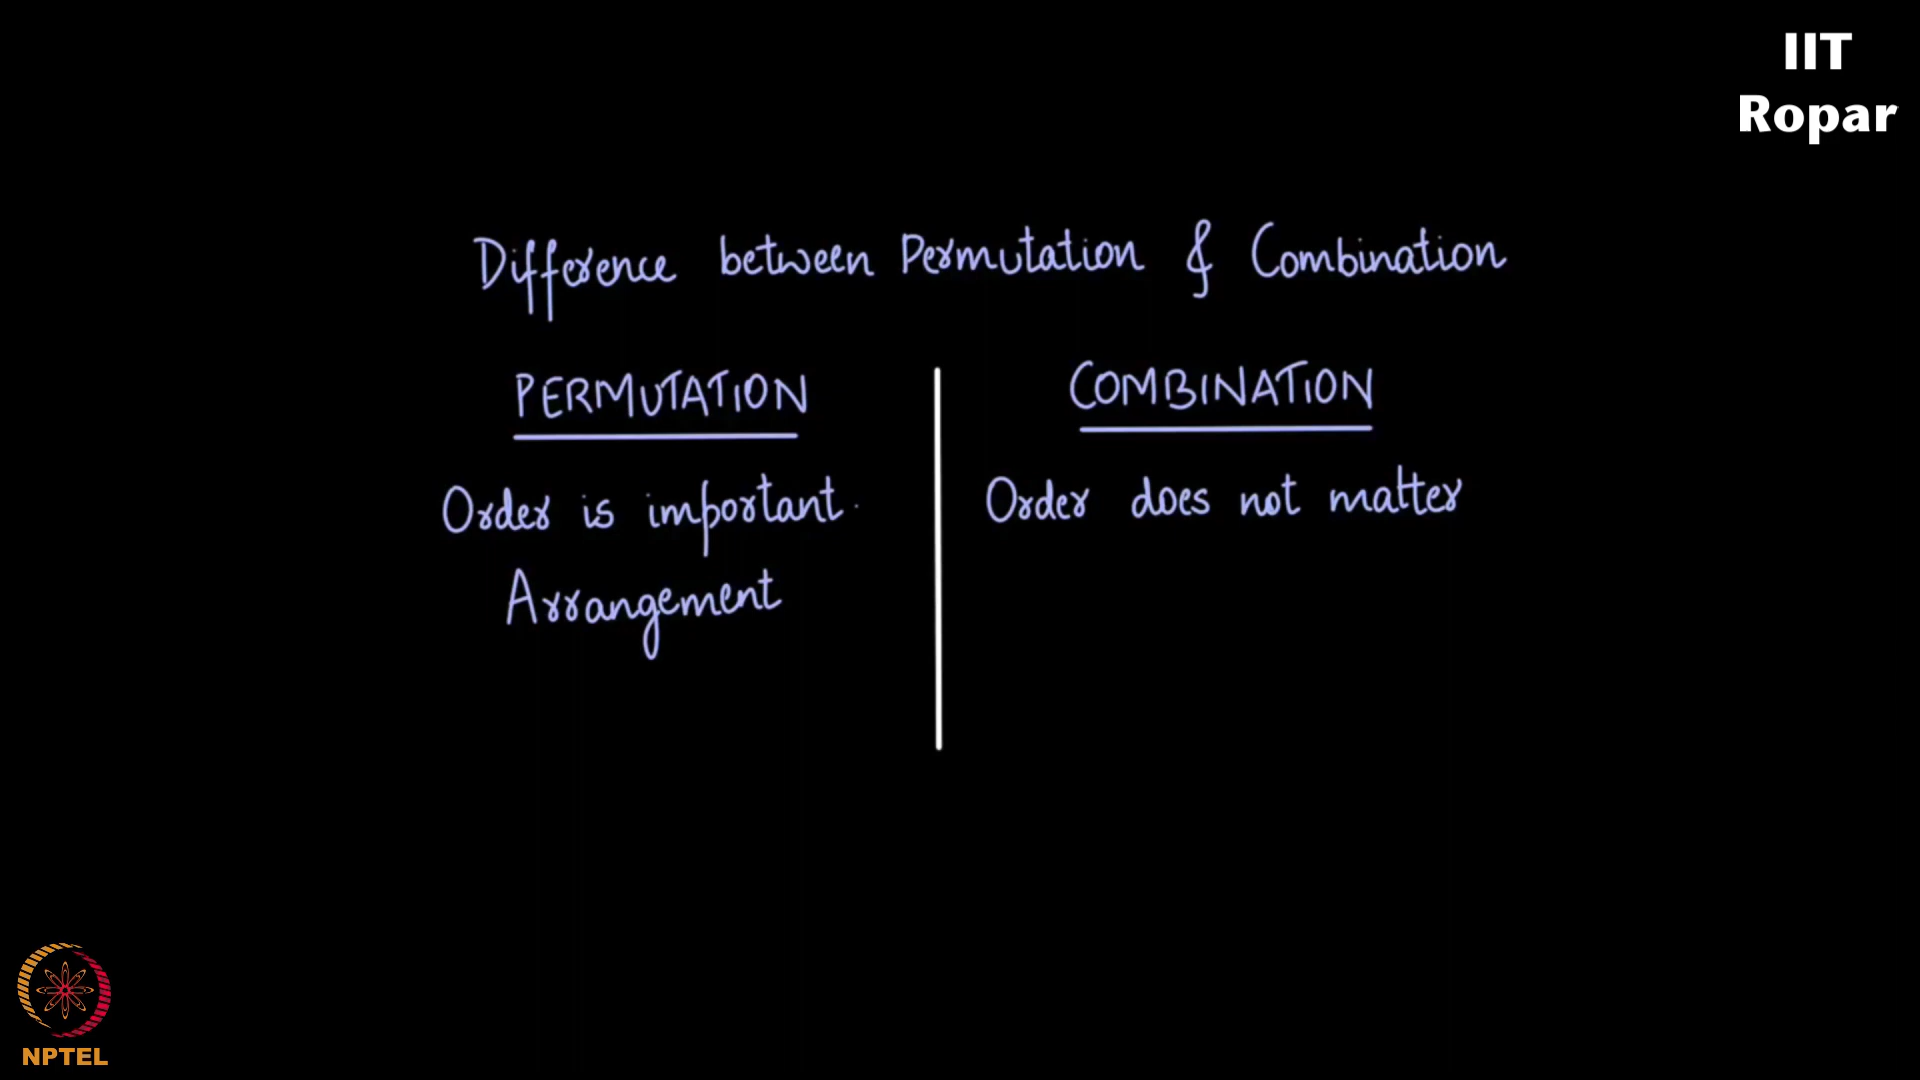 IIT
Ropar
Difference between Permutation & Combination
PERMUTATION
Order is important.
Arrangement
COMBINATION
Order does not matter
NPTEL